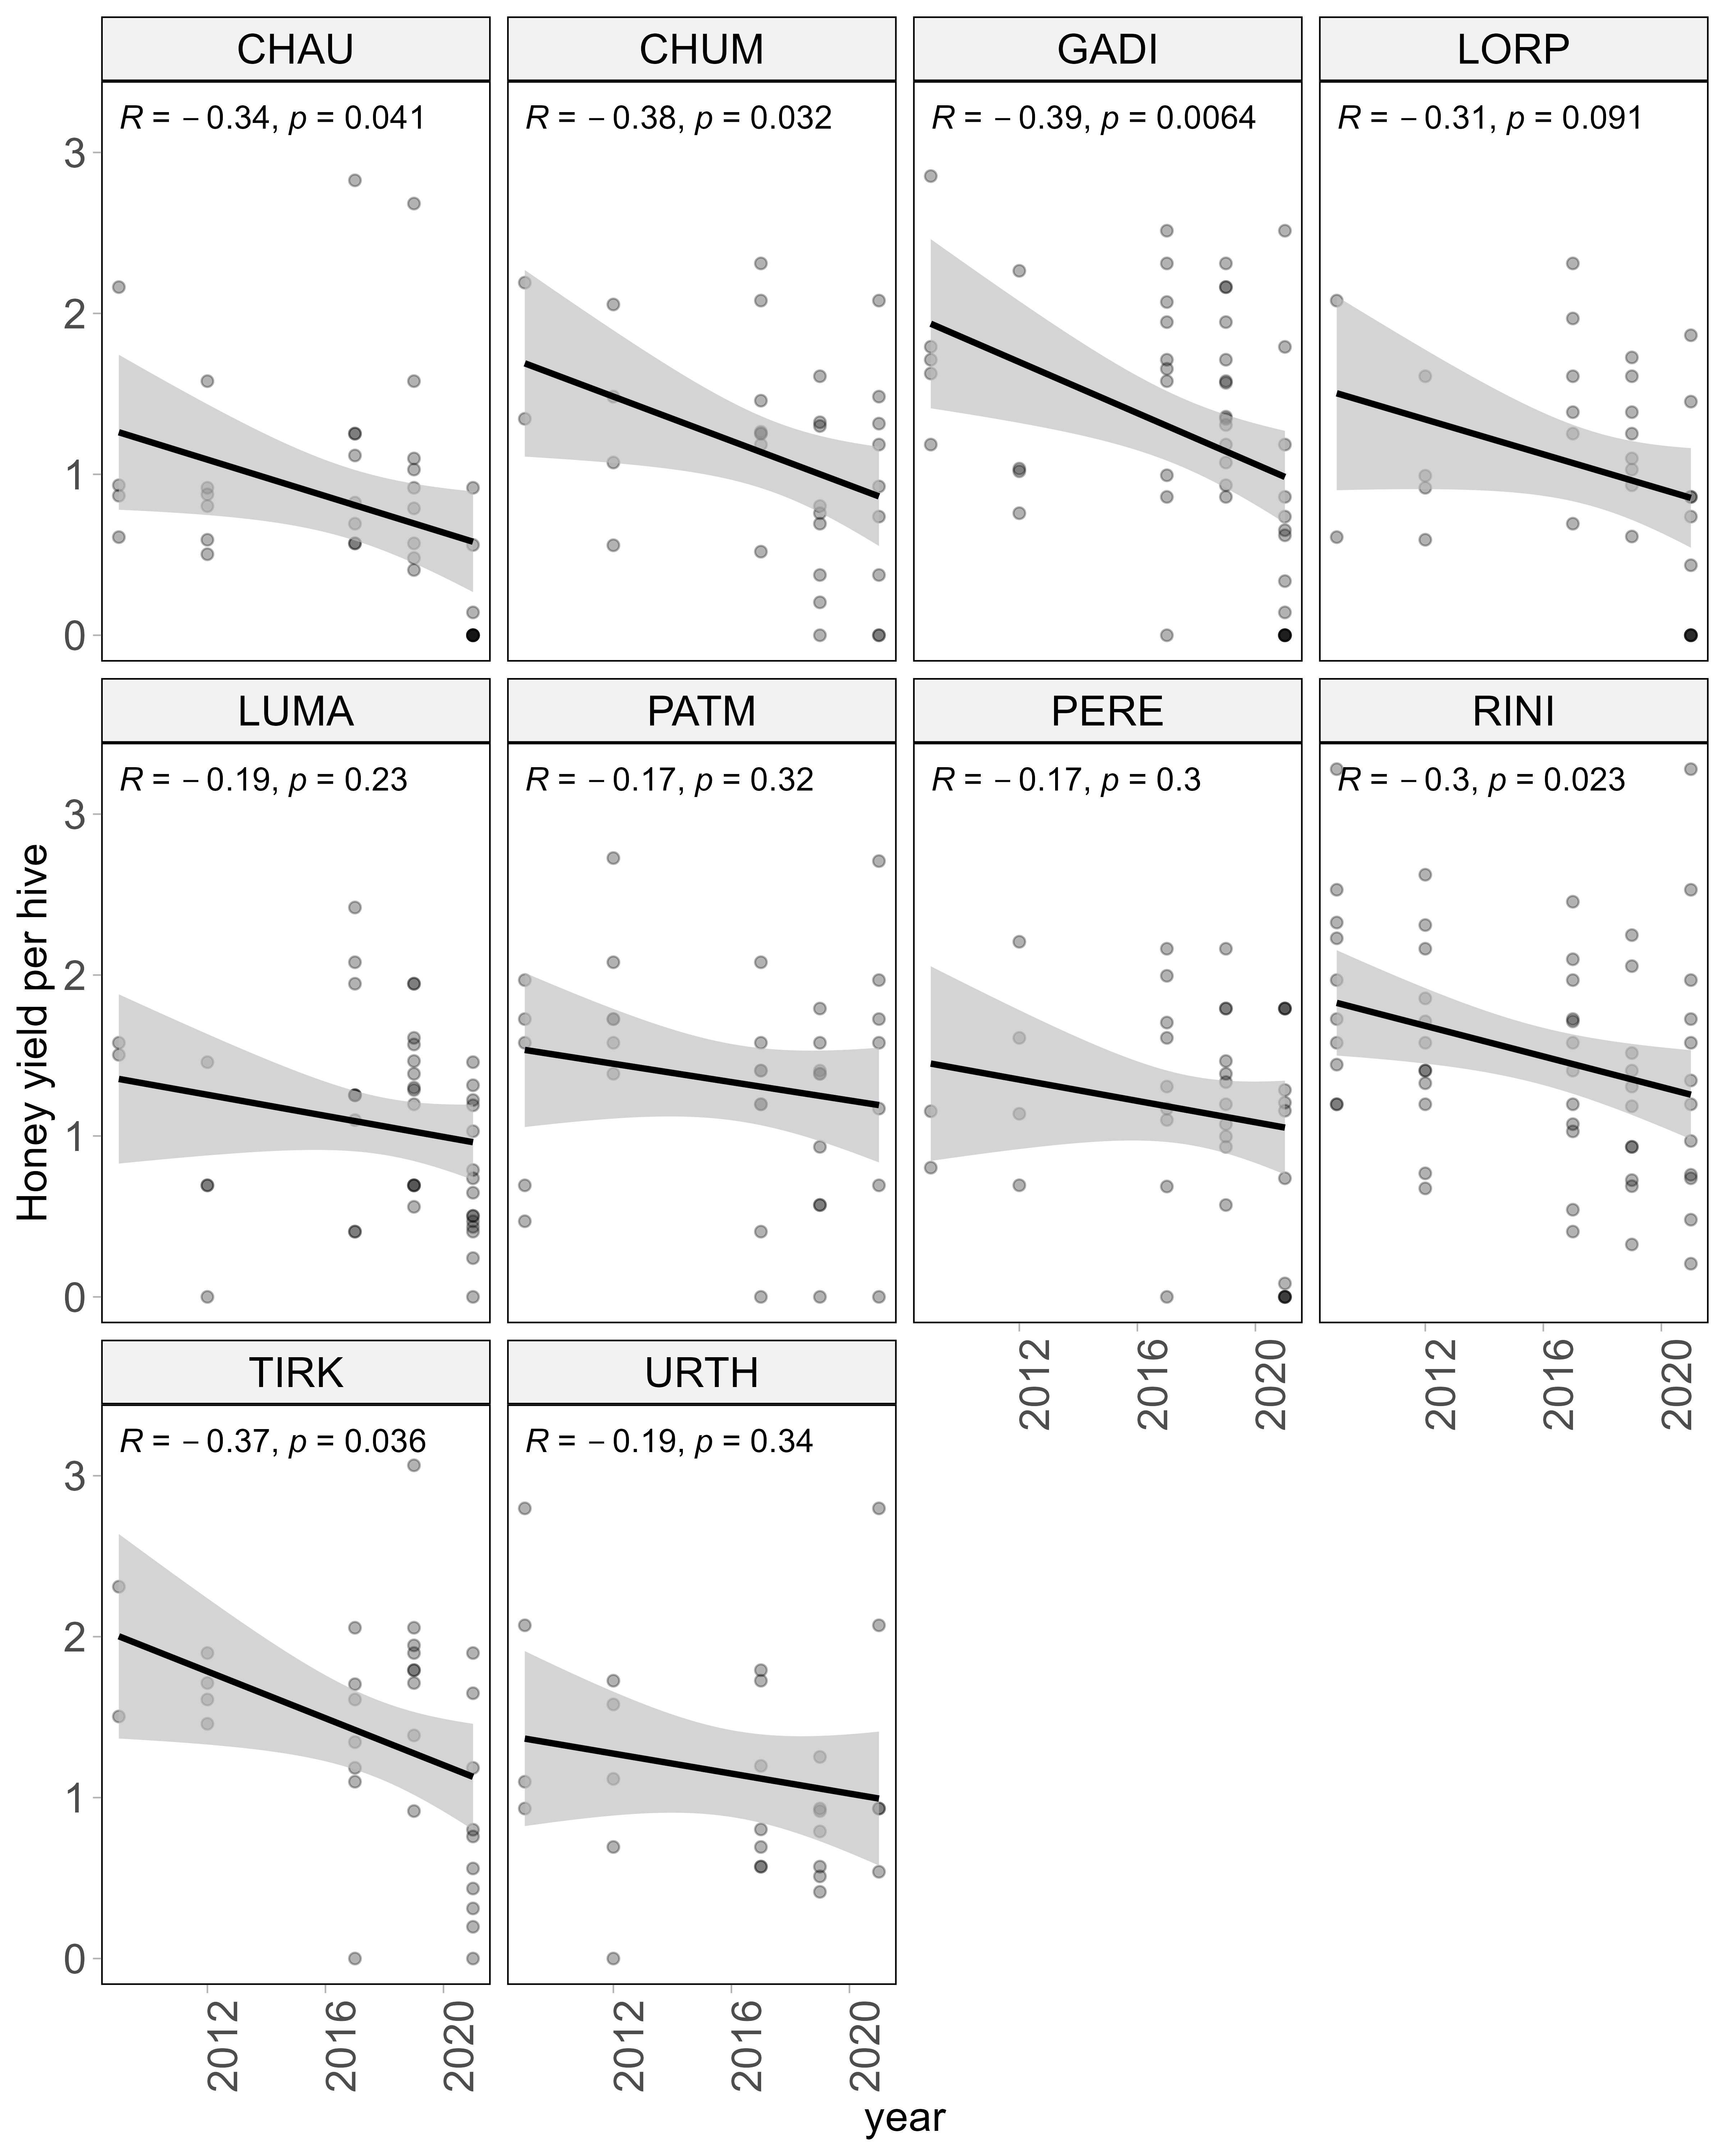 CHAU CHUM GADI LORP
R = − 0.34, p = 0.041 R = − 0.38, p = 0.032 R = − 0.39, p = 0.0064 R = − 0.31, p = 0.091
3
2
1
0
LUMA PATM PERE RINI
R = − 0.19, p = 0.23 R = − 0.17, p = 0.32 R = − 0.17, p = 0.3 R = − 0.3, p = 0.023
3
2
1
0
Honey yield per hive
2012 2016 2020 2012 2016 2020
TIRK URTH
R = − 0.37, p = 0.036 R = − 0.19, p = 0.34
3
2
1
0
2012 2016 2020 2012 2016 2020
year